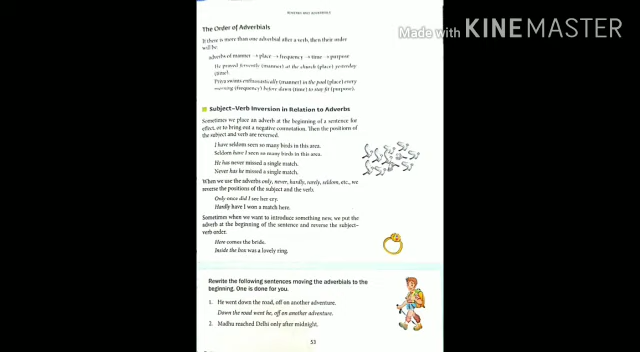 ADVERBS AND ADVERBIALS
Made with KINEMASTER
The Order of Adverbials
If there is more than one adverbial after a verb, then their order
will be
adverbs of manner → place → frequency → time → purpose
He prayed fervently (manner) at the church (place) yesterday
(time).
Priya swims enthusiastically (manner) in the pool (place) every
morning (frequency) before dawn (time) to stay fit (purpose).
Subject–Verb Inversion in Relation to Adverbs
Sometimes we place an adverb at the beginning of a sentence for
effect, or to bring out a negative connotation. Then the positions of
the subject and verb are reversed.
I have seldom seen so many birds in this area.
Seldom have I seen so many birds in this area.
He has never missed a single match.
Never has he missed a single match.
When we use the adverbs only, never, hardly, rarely, seldom, etc., we
reverse the positions of the subject and the verb.
Only once did I see her cry.
Hardly have I won a match here.
Sometimes when we want to introduce something new, we put the
adverb at the beginning of the sentence and reverse the subject–
verb order.
Here comes the bride.
Inside the box was a lovely ring.
Rewrite the following sentences moving the adverbials to the
beginning. One is done for you.
1. He went down the road, off on another adventure.
Down the road went he, off on another adventure.
2. Madhu reached Delhi only after midnight.
53